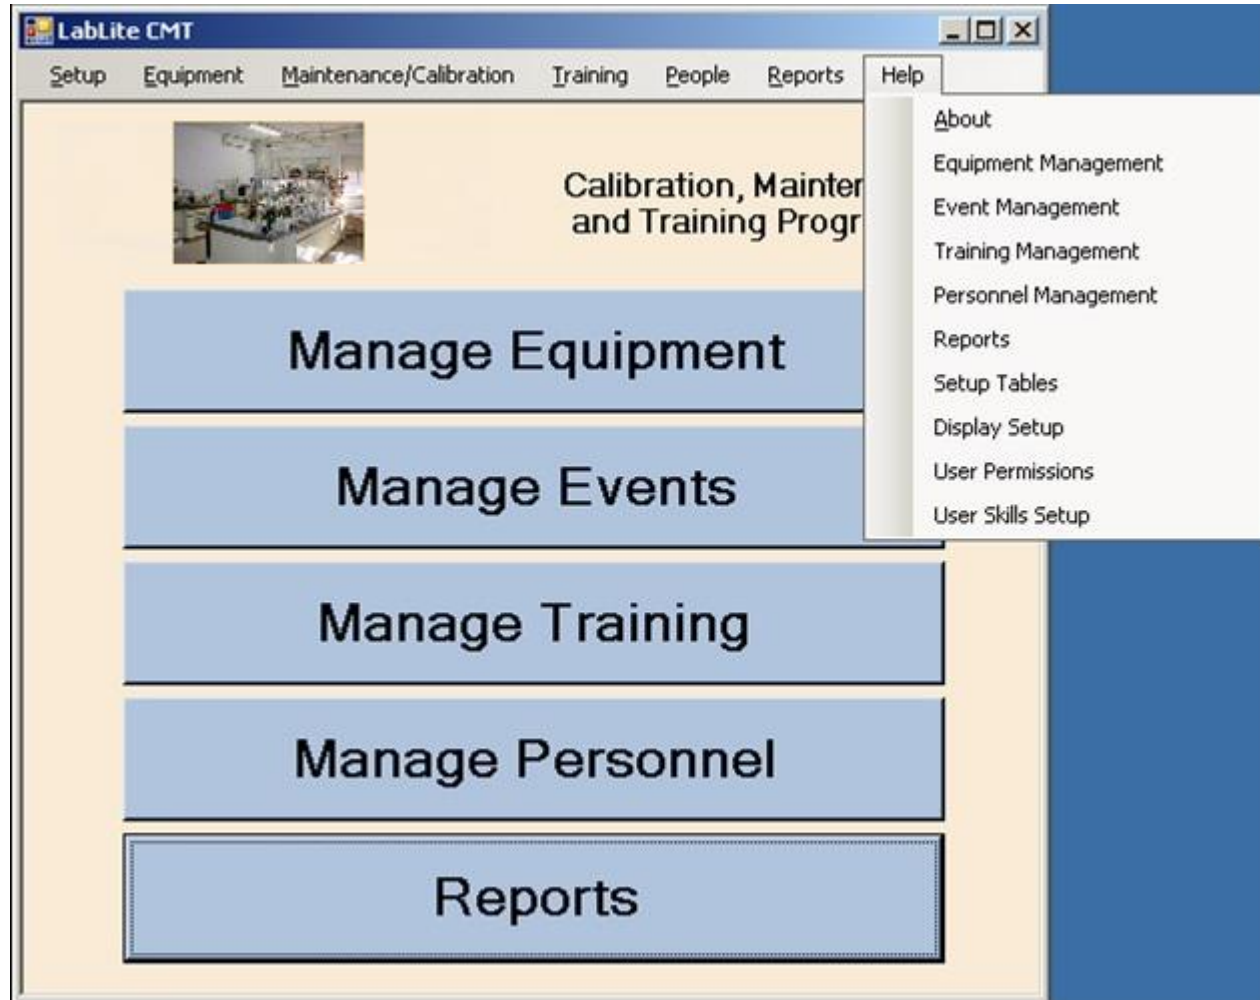 LabLite CMT
Setup Equipment Maintenance/Calibration Training People Reports Help
About
Equipment Management
Event Management
Training Management
Personnel Management
Reports
Setup Tables
Display Setup
User Permissions
User Skills Setup
Calibration,
and Training
Manage Equipment
Manage Events
Manage Training
Manage Personnel
Reports